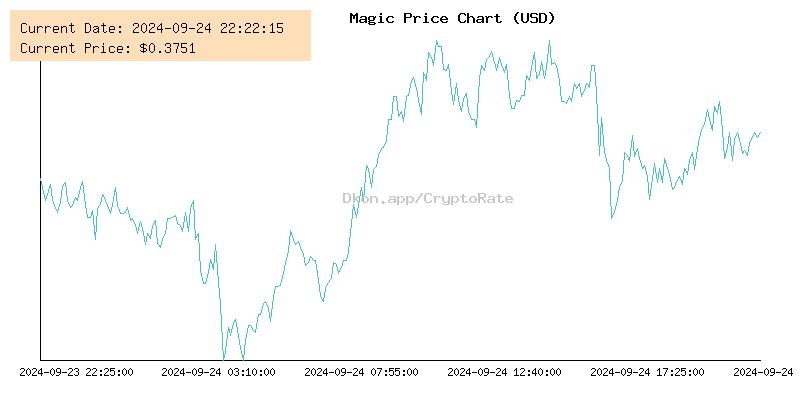 Magic Price Chart (USD)
Current Date: 2024-09-24 22:22:15
Current Price: $0.3751
Dkon.app/CryptoRate
2024-09-23 22:25:00 2024-09-24 03:10:00 2024-09-24 07:55:00 2024-09-24 12:40:00 2024-09-24 17:25:00 2024-09-24